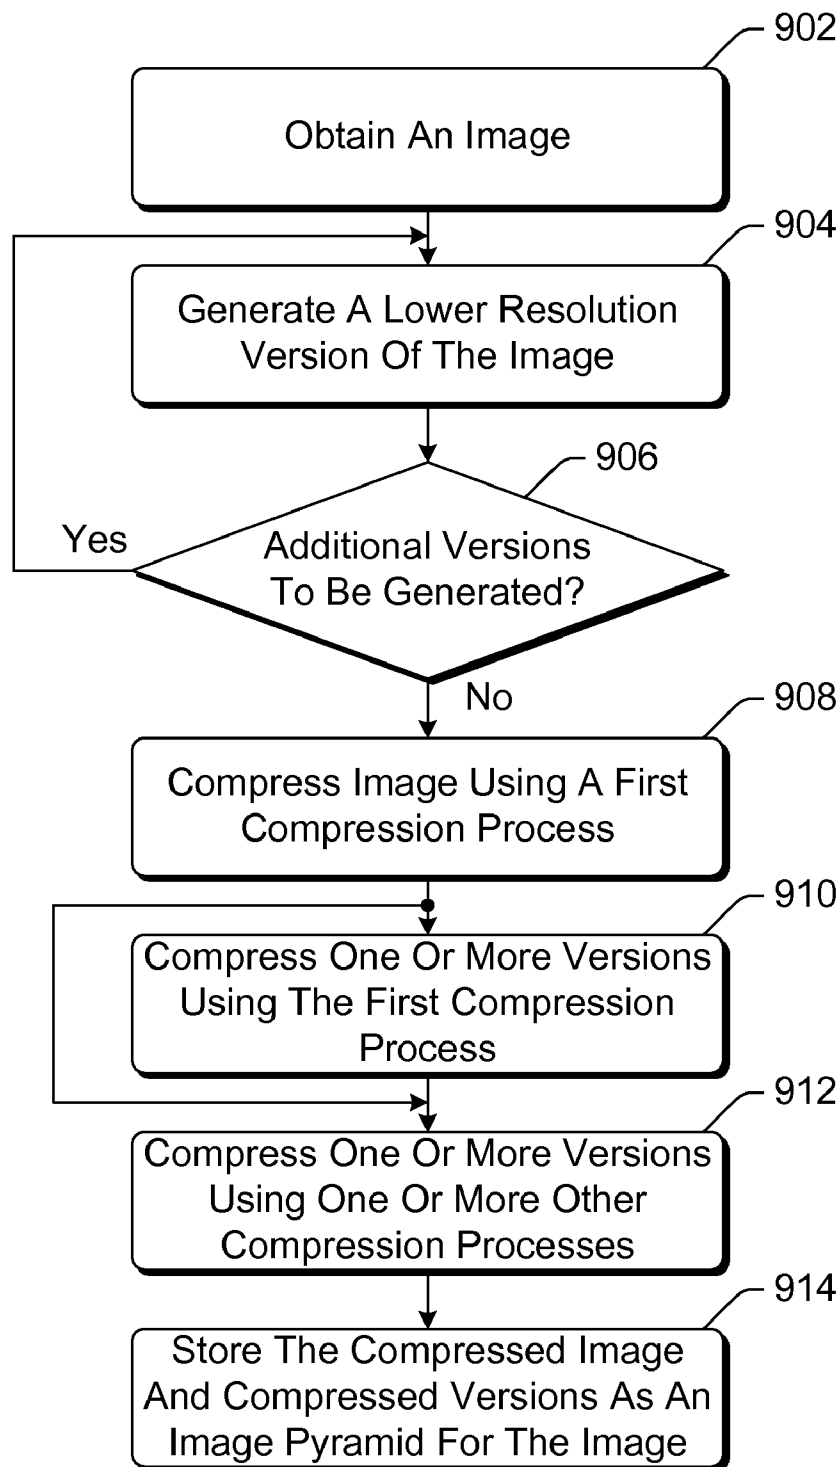 902
Obtain An Image
904
Generate A Lower Resolution
Version Of The Image
906
Yes
Additional Versions
To Be Generated?
No
908
Compress Image Using A First
Compression Process
910
Compress One Or More Versions
Using The First Compression
Process
912
Compress One Or More Versions
Using One Or More Other
Compression Processes
914
Store The Compressed Image
And Compressed Versions As An
Image Pyramid For The Image